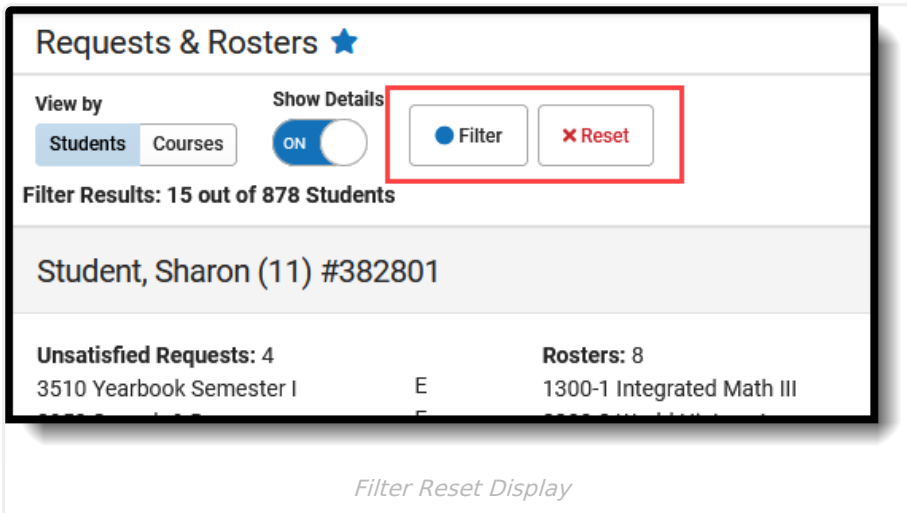 Requests & Rosters
View by
Show Details
Students Courses
ON
Filter
Reset
Filter Results: 15 out of 878 Students
Student, Sharon (11) #382801
Unsatisfied Requests: 4
Rosters: 8
3510 Yearbook Semester I E 1300-1 Integrated Math III
Filter Reset Display